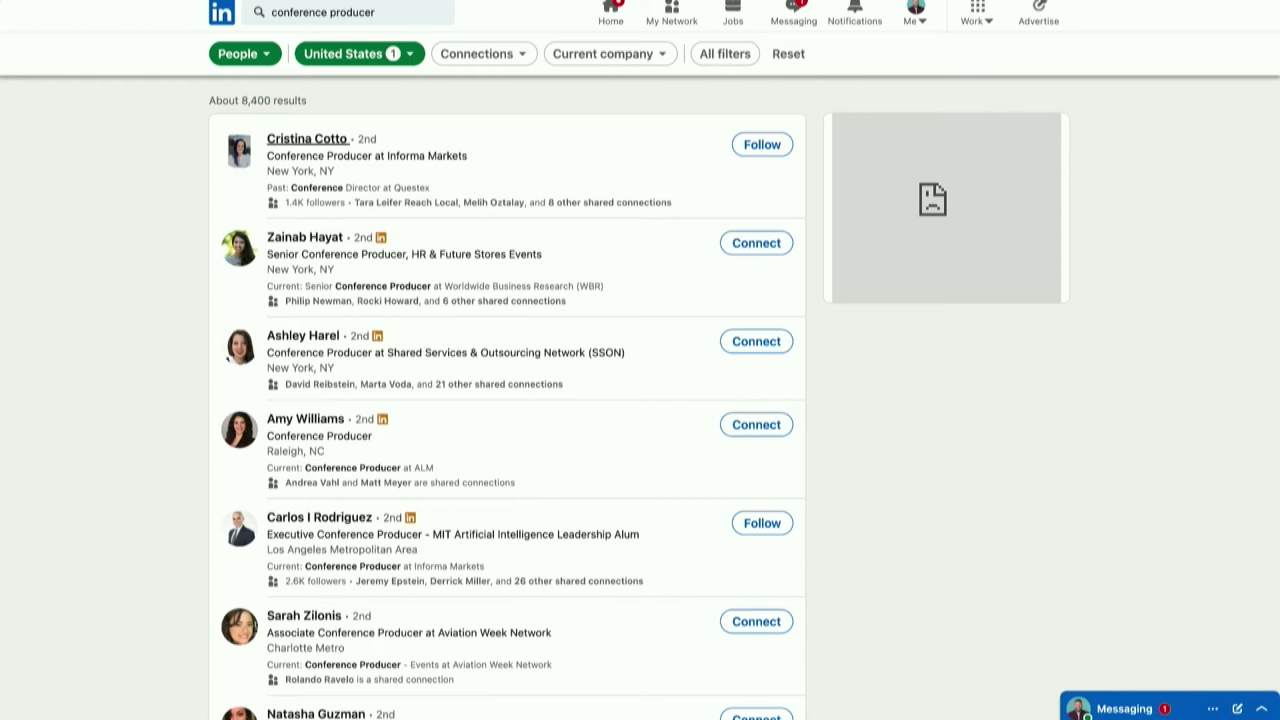 in conference producer
Home My Network Jobs Messaging Notifications Me Work Advertise
People United States 1 Connections Current company All filters Reset
About 8,400 results
Cristina Cotto · 2nd
Follow
Conference Producer at Informa Markets
New York, NY
Past: Conference Director at Questex
1.4K followers · Tara Leifer Reach Local, Melih Oztalay, and 8 other shared connections
Zainab Hayat · 2nd in
Connect
Senior Conference Producer, HR & Future Stores Events
New York, NY
Current: Senior Conference Producer at Worldwide Business Research (WBR)
Philip Newman, Rocki Howard, and 6 other shared connections
Ashley Harel · 2nd in
Connect
Conference Producer at Shared Services & Outsourcing Network (SSON)
New York, NY
David Reibstein, Marta Voda, and 21 other shared connections
Amy Williams · 2nd in
Connect
Conference Producer
Raleigh, NC
Current: Conference Producer at ALM
Andrea Vahl and Matt Meyer are shared connections
Carlos I Rodriguez · 2nd in
Follow
Executive Conference Producer - MIT Artificial Intelligence Leadership Alum
Los Angeles Metropolitan Area
Current: Conference Producer at Informa Markets
2.6K followers · Jeremy Epstein, Derrick Miller, and 26 other shared connections
Sarah Zilonis · 2nd
Connect
Associate Conference Producer at Aviation Week Network
Charlotte Metro
Current: Conference Producer - Events at Aviation Week Network
Rolando Ravelo is a shared connection
Natasha Guzman · 2nd
Connect
Messaging 1